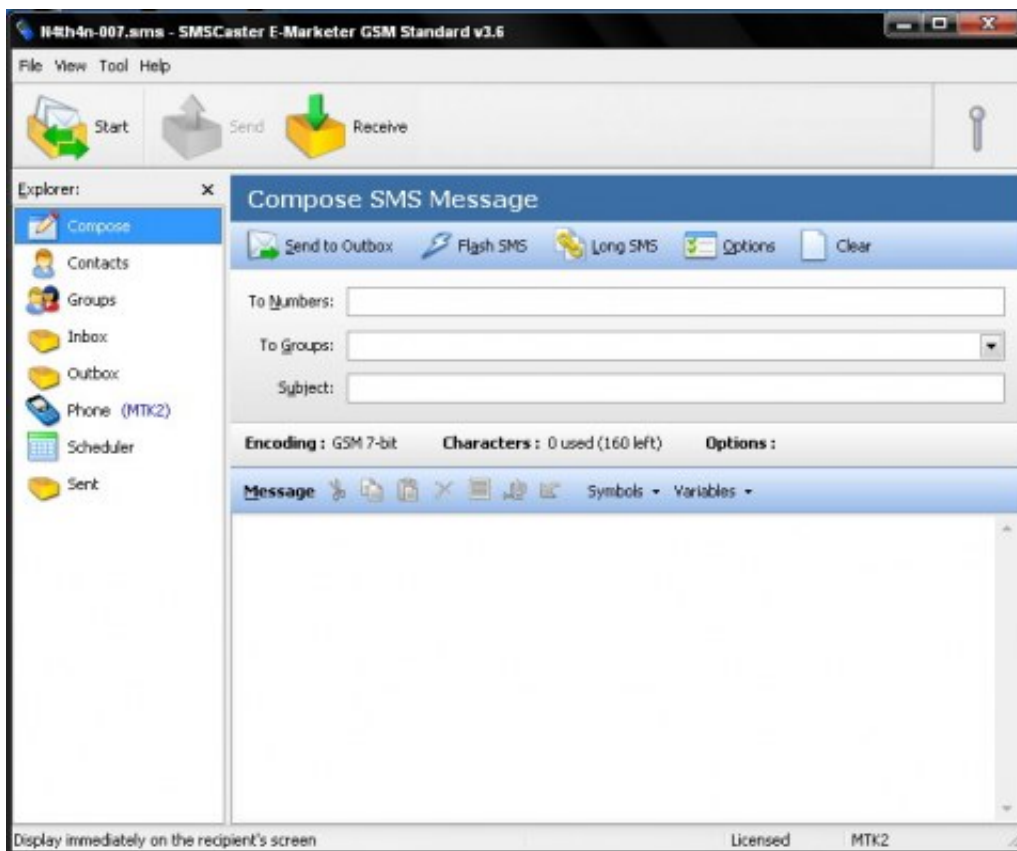 N4th4n-007.sms - SMSCaster E-Marketer GSM Standard v3.6
File View Tool Help
Start Send Receive
Explorer:
Compose
Contacts
Groups
Inbox
Outbox
Phone (MTK2)
Scheduler
Sent
Compose SMS Message
Send to Outbox Flash SMS Long SMS Options Clear
To Numbers:
To Groups:
Subject:
Encoding : GSM 7-bit Characters : 0 used (160 left) Options :
Message Symbols Variables
Display immediately on the recipient's screen Licensed MTK2